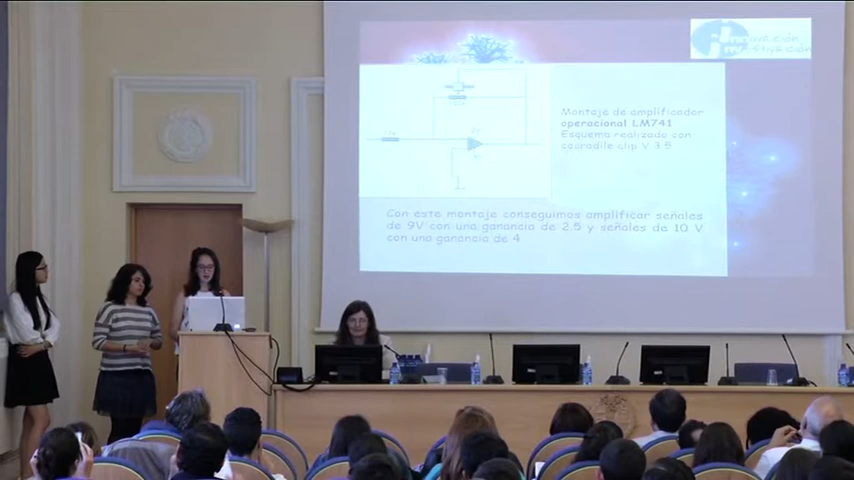 Montaje de amplificador
operacional LM741
Esquema realizado con
cocrodile clip V 3.5
Con este montaje conseguimos amplificar señales
de 9V con una ganancia de 2.5 y señales de 10 V
con una ganancia de 4